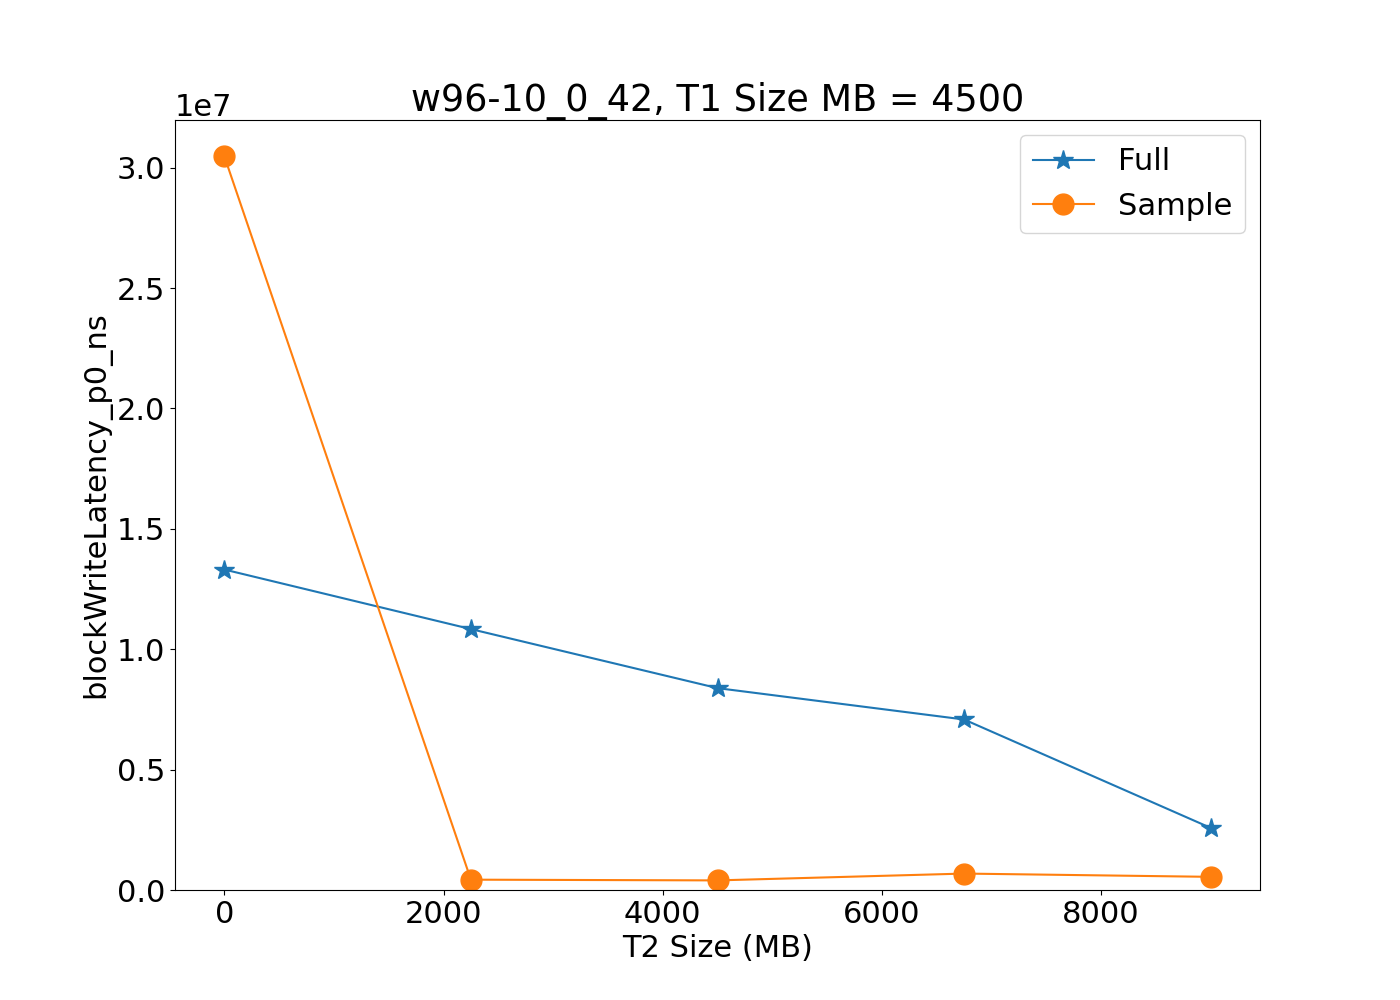 w96-10_0_42, T1 Size MB = 4500
1e7
Full
Sample
3.0
2.5
2.0
1.5
1.0
0.5
0.0
blockWriteLatency_p0_ns
0 2000 4000 6000 8000
T2 Size (MB)